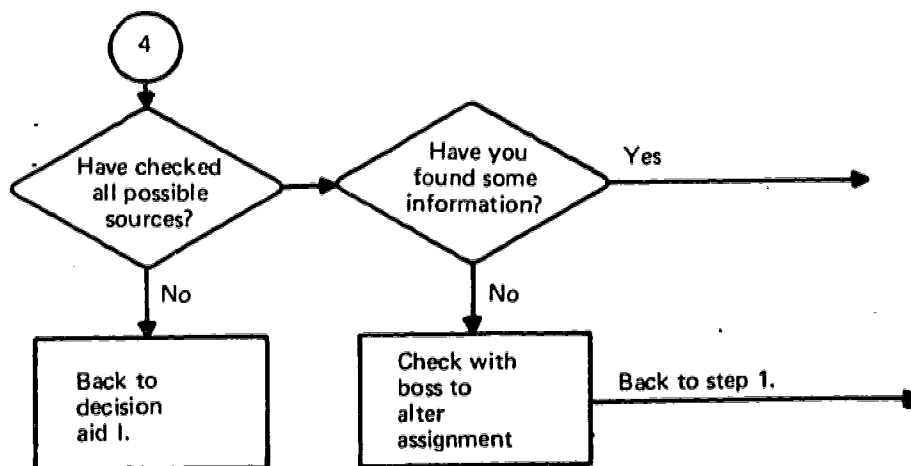 4
Have checked
all possible
sources?
Have you
found some
information?
Yes
No
No
Back to
decision
aid I.
Check with
boss to
alter
assignment
Back to step 1.